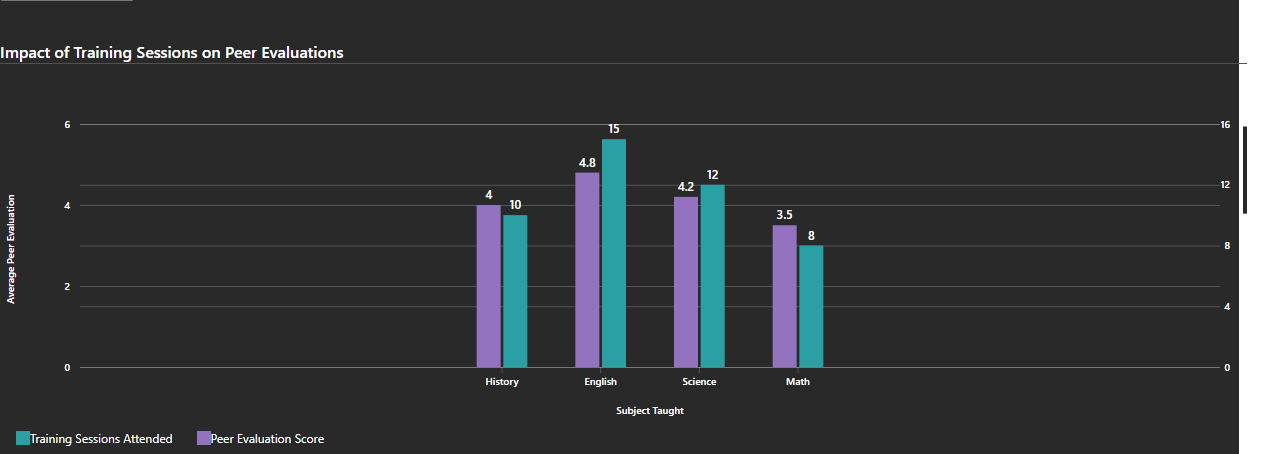 Impact of Training Sessions on Peer Evaluations
6
4
2
0
Average Peer Evaluation
16
12
8
4
0
4
10
4.8
15
4.2
12
3.5
8
History
English
Science
Math
Subject Taught
Training Sessions Attended
Peer Evaluation Score